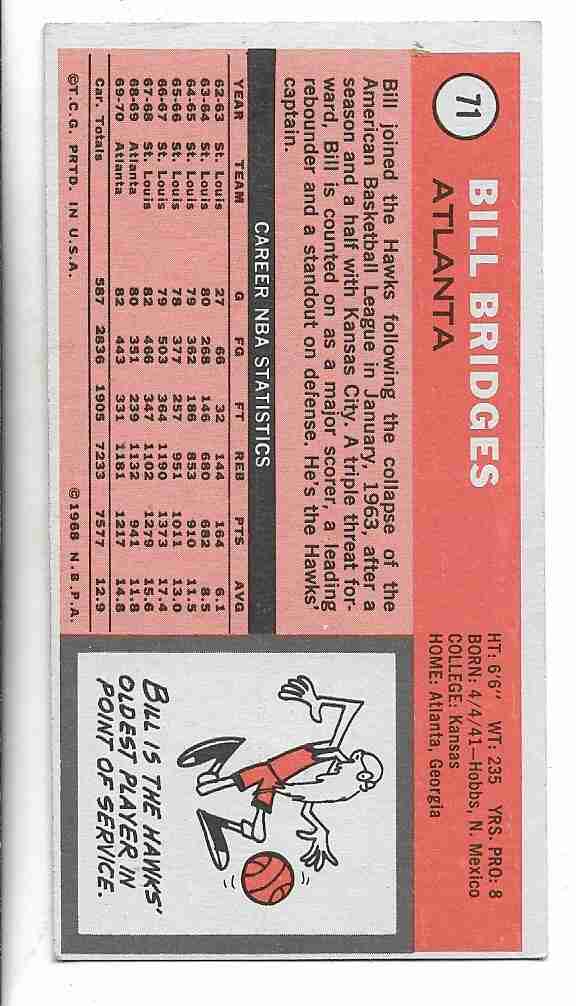 71
BILL BRIDGES
ATLANTA
HT: 6'6" WT: 235 YRS. PRO: 8
BORN: 4/4/41—Hobbs, N. Mexico
COLLEGE: Kansas
HOME: Atlanta, Georgia
Bill joined the Hawks following the collapse of the
American Basketball League in January, 1963, after a
season and a half with Kansas City. A triple threat for-
ward, Bill is counted on as a major scorer, a leading
rebounder and a standout on defense. He's the Hawks'
captain.
CAREER NBA STATISTICS
YEAR TEAM G FG FT REB PTS AVG
62-63 St. Louis 27 66 32 144 164 6.1
63-64 St. Louis 80 268 146 680 682 8.5
64-65 St. Louis 79 362 186 853 910 11.5
65-66 St. Louis 78 377 257 951 1011 13.0
66-67 St. Louis 79 503 364 1190 1373 17.4
67-68 St. Louis 82 466 347 1102 1279 15.6
68-69 Atlanta 80 351 239 1132 941 11.8
69-70 Atlanta 82 443 331 1181 1217 14.8
Car. Totals 587 2836 1905 7233 7577 12.9
©T.C.G. PRTD. IN U.S.A. ©1968 N.B.P.A.
BILL IS THE HAWKS'
OLDEST PLAYER IN
POINT OF SERVICE.